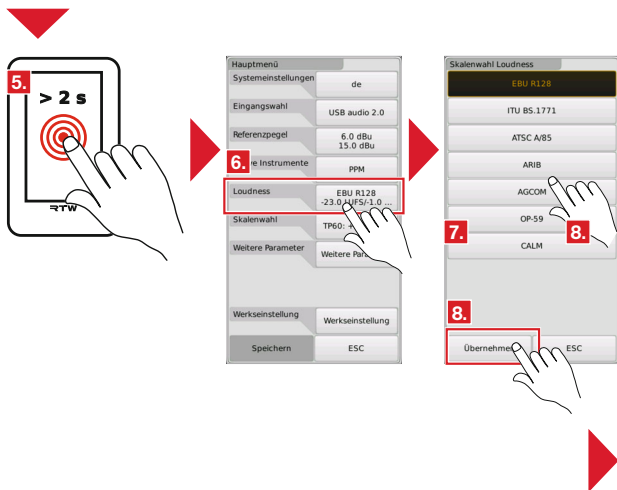 5.
> 2 s
RTW
Hauptmenü
Systemeinstellungen
de
Eingangswahl
USB audio 2.0
Referenzpegel
6.0 dBu
15.0 dBu
6.
Instrumente
PPM
Loudness
EBU R128
-23.0 LUFS/-1.0 ...
Skalenwahl
TP60: +
Weitere Parameter
Weitere
Werkseinstellung
Werkseinstellung
Speichern
ESC
Skalenwahl Loudness
EBU R128
ITU BS.1771
ATSC A/85
ARIB
AGCOM
OP-59
7.
8.
CALM
8.
Übernehmen
ESC